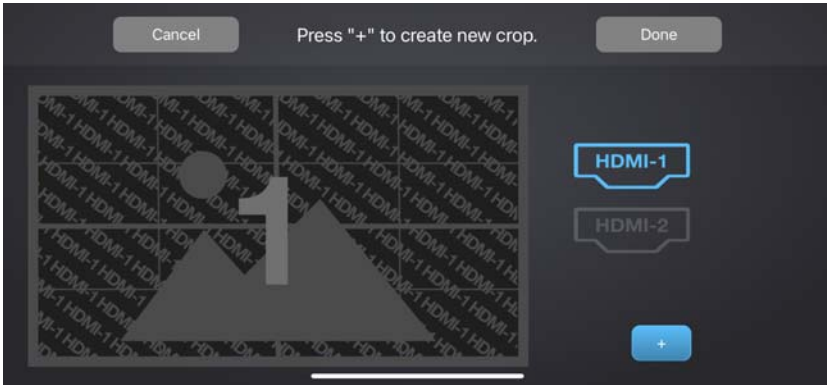 Cancel
Press "+" to create new crop.
Done
HDMI-1
HDMI-2
1
+